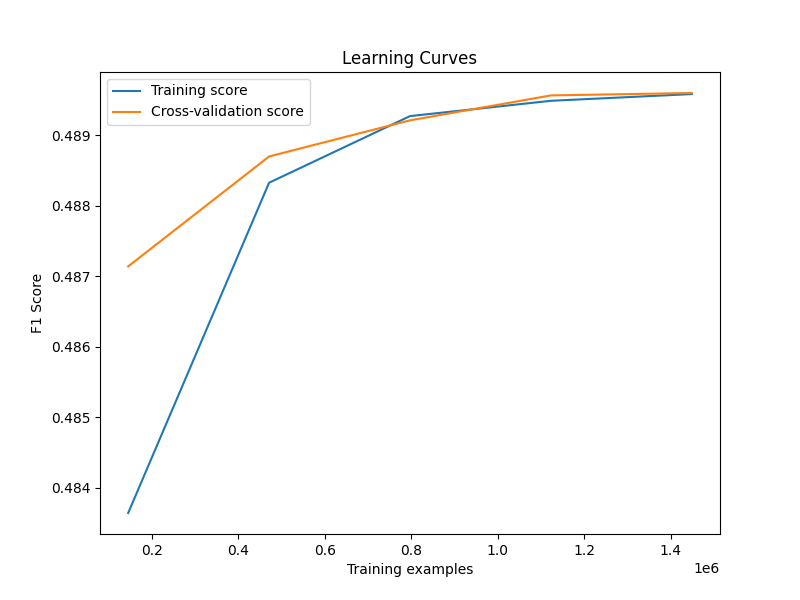 Learning Curves
Training score
Cross-validation score
0.489
0.488
0.487
0.486
0.485
0.484
F1 Score
0.2 0.4 0.6 0.8 1.0 1.2 1.4
1e6
Training examples